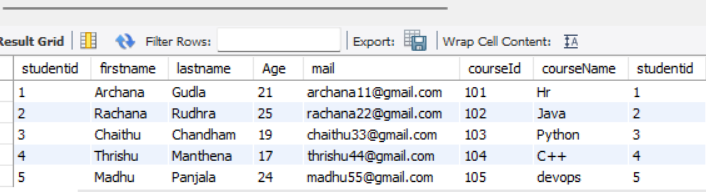 Result Grid Filter Rows: Export: Wrap Cell Content:
studentid firstname lastname Age mail courseId courseName studentid
1 Archana Gudla 21 archana11@gmail.com 101 Hr 1
2 Rachana Rudhra 25 rachana22@gmail.com 102 Java 2
3 Chaithu Chandham 19 chaithu33@gmail.com 103 Python 3
4 Thrishu Manthena 17 thrishu44@gmail.com 104 C++ 4
5 Madhu Panjala 24 madhu55@gmail.com 105 devops 5